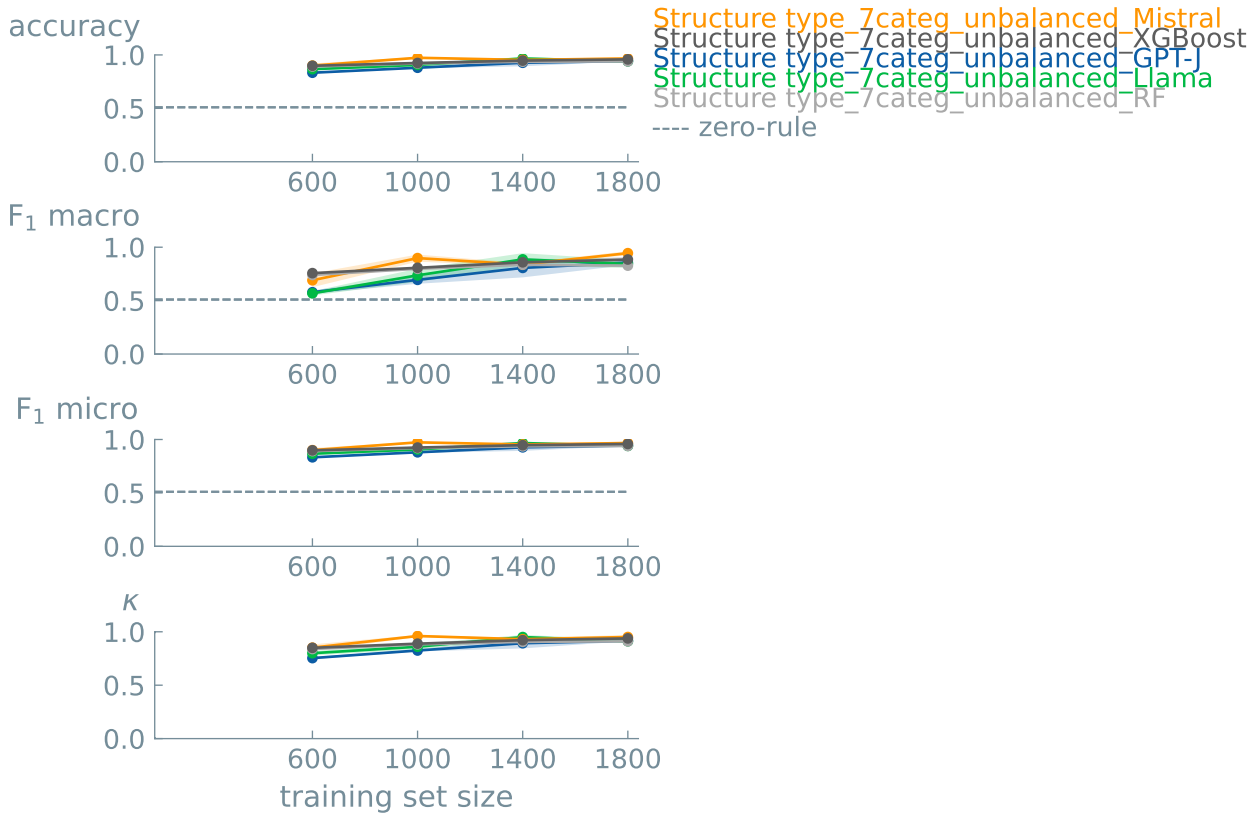 accuracy
1.0
0.5
0.0
600 1000 1400 1800
F₁ macro
1.0
0.5
0.0
600 1000 1400 1800
F₁ micro
1.0
0.5
0.0
600 1000 1400 1800
κ
1.0
0.5
0.0
600 1000 1400 1800
training set size
Structure type_7categ_unbalanced_Mistral
Structure type_7categ_unbalanced_XGBoost
Structure type_7categ_unbalanced_GPT-J
Structure type_7categ_unbalanced_Llama
Structure type_7categ_unbalanced_RF
---- zero-rule